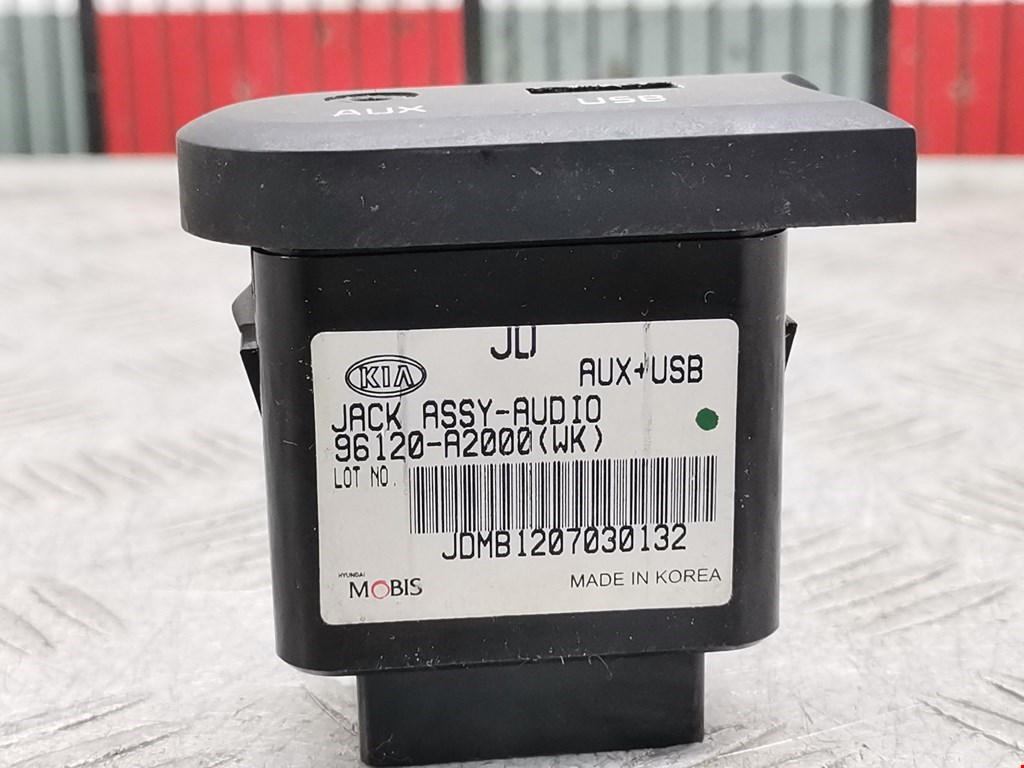 AUX USB
JD
KIA AUX+USB
JACK ASSY-AUDIO
96120-A2000(WK)
LOT NO.
JDMB1207030132
HYUNDAI
MOBIS MADE IN KOREA